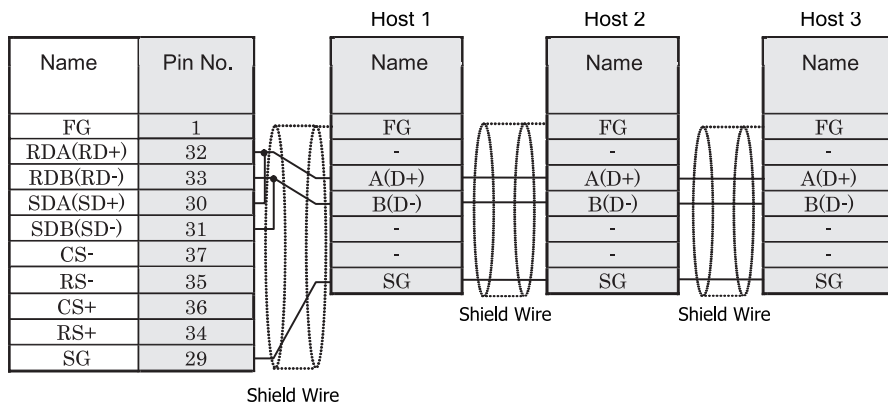 Host 1 Host 2 Host 3
Name Pin No. Name Name Name
FG 1 FG FG FG
RDA(RD+) 32 - - -
RDB(RD-) 33 A(D+) A(D+) A(D+)
SDA(SD+) 30 B(D-) B(D-) B(D-)
SDB(SD-) 31 - - -
CS- 37 - - -
RS- 35 SG SG SG
CS+ 36
Shield Wire Shield Wire
RS+ 34
SG 29
Shield Wire